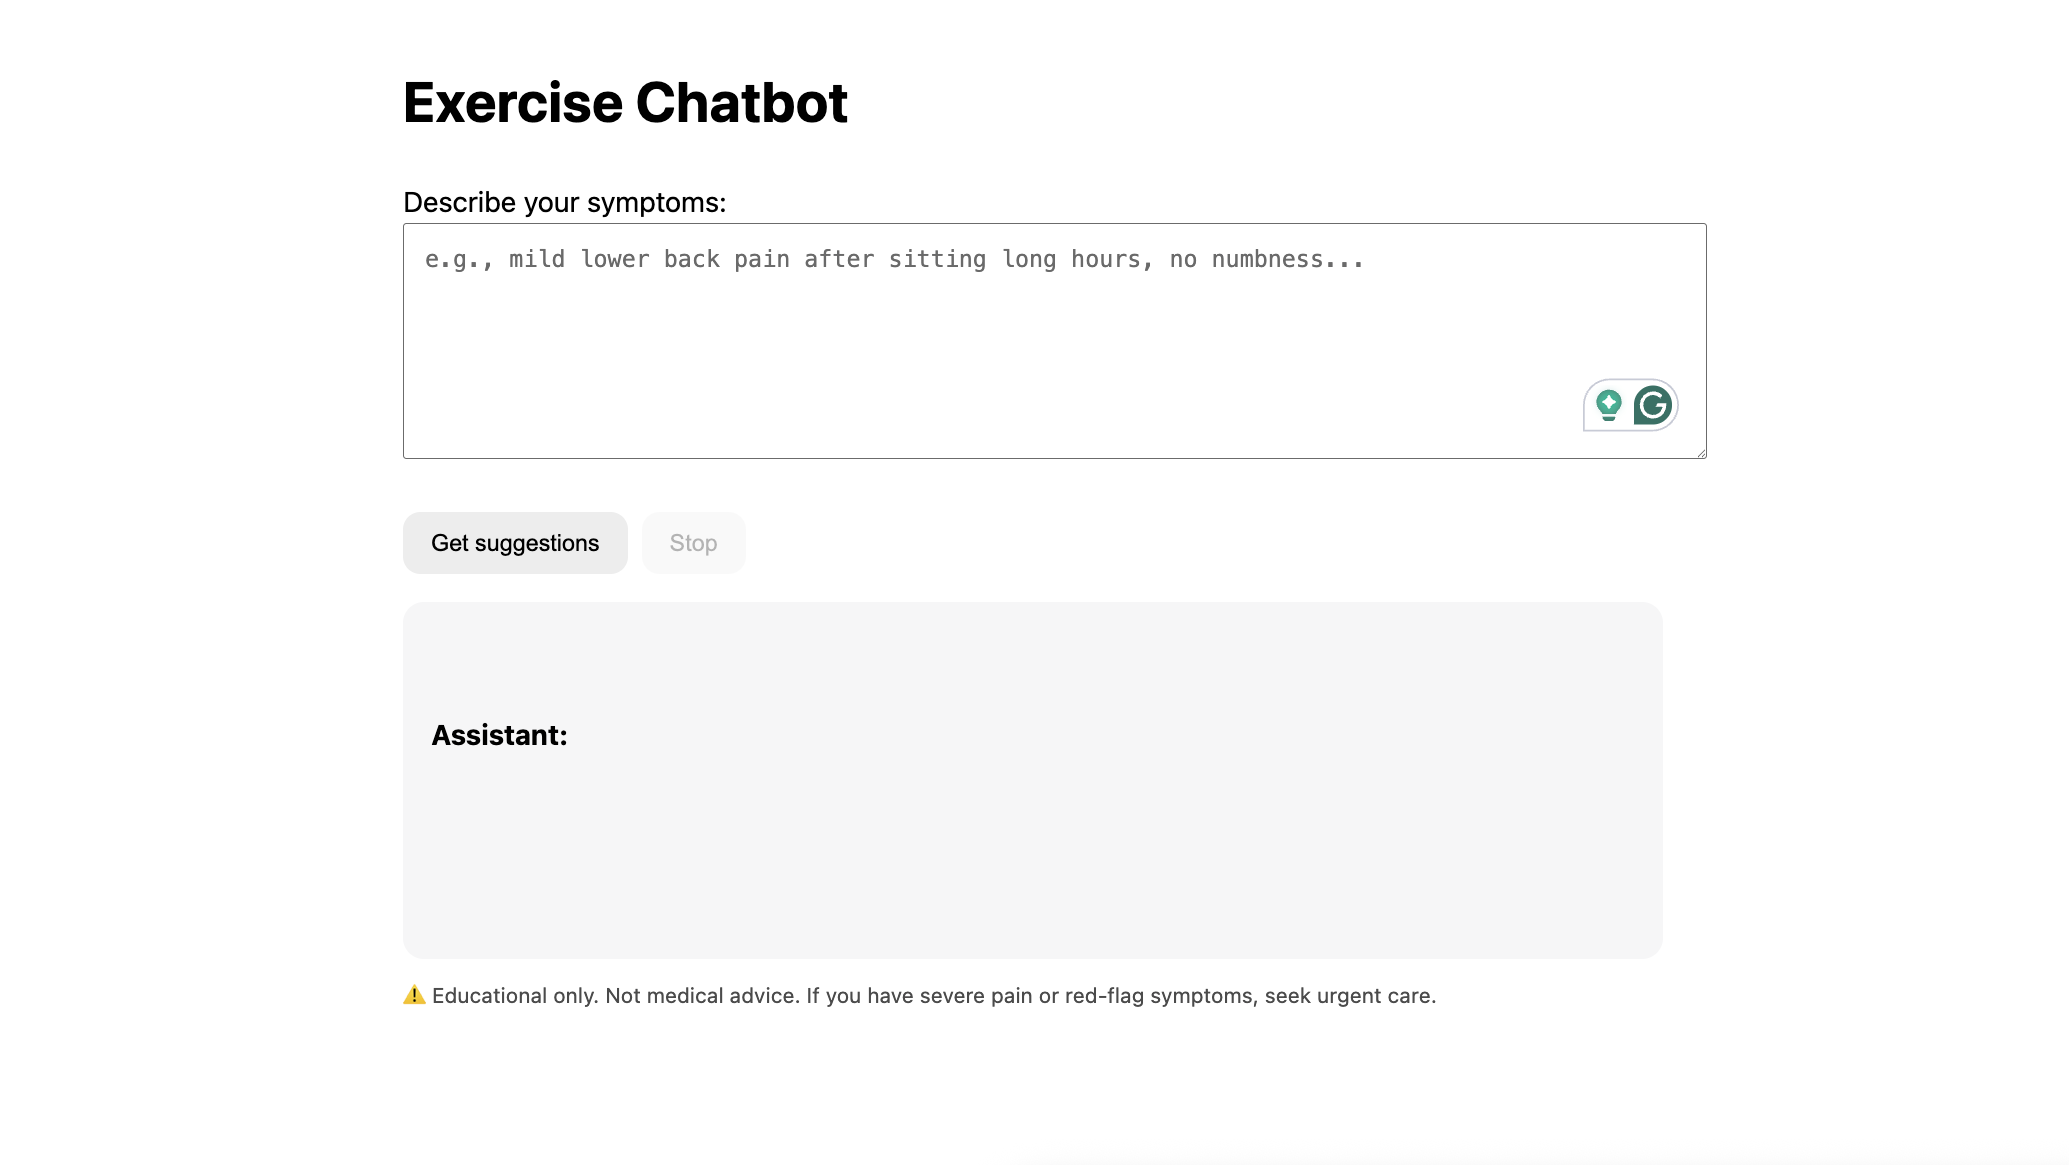 Exercise Chatbot
Describe your symptoms:
e.g., mild lower back pain after sitting long hours, no numbness...
Get suggestions
Stop
Assistant:
⚠️ Educational only. Not medical advice. If you have severe pain or red-flag symptoms, seek urgent care.